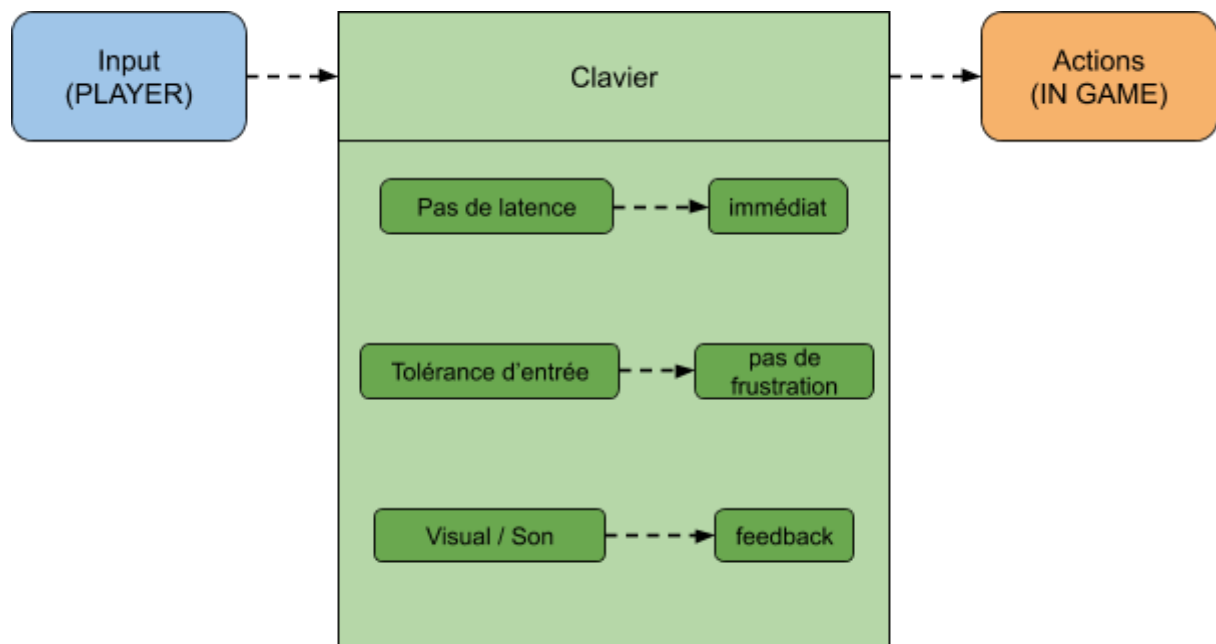 Input
(PLAYER)
Clavier
Actions
(IN GAME)
Pas de latence
immédiat
Tolérance d’entrée
pas de
frustration
Visual / Son
feedback